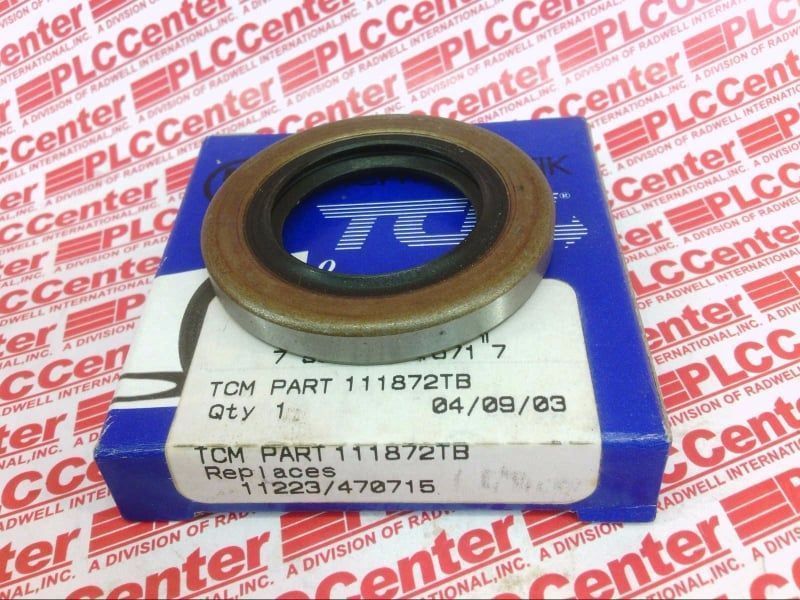 PLCCenter
A DIVISION OF RADWELL INTERNATIONAL, INC.
TC
TCM PART 111872TB
Qty 1 04/09/03
TCM PART 111872TB
Replaces
11223/470715